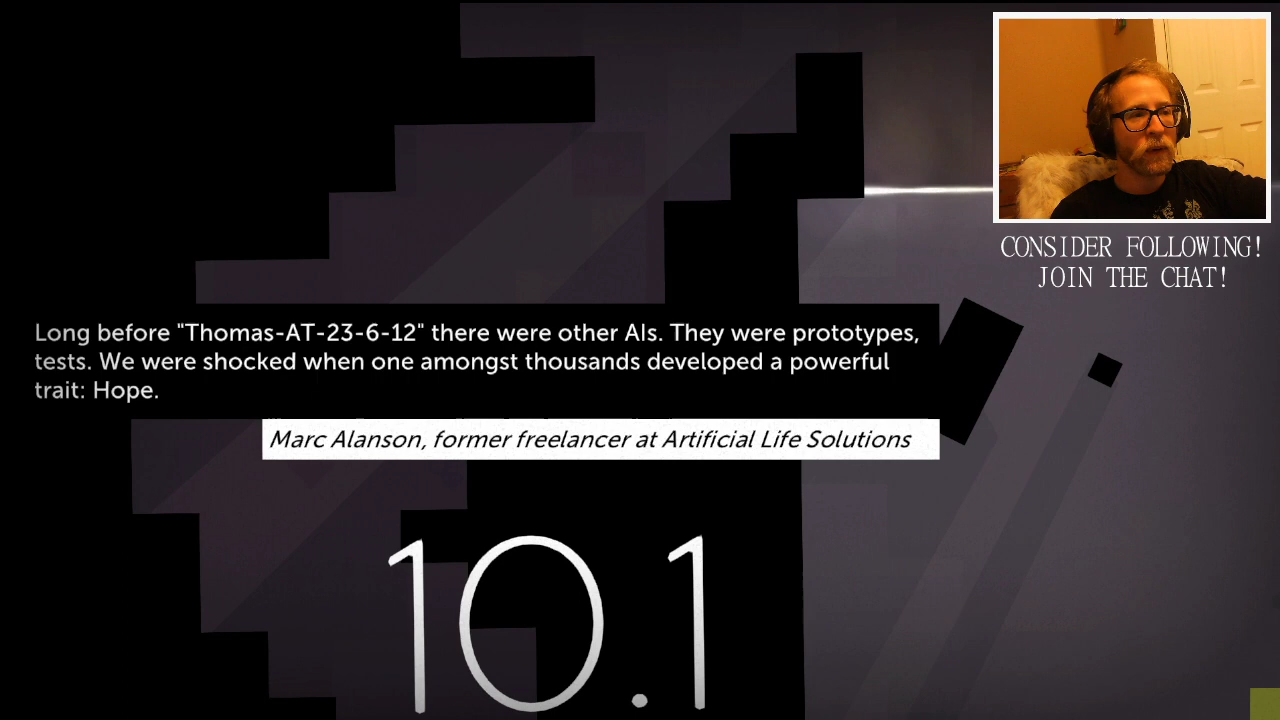 CONSIDER FOLLOWING!
JOIN THE CHAT!
Long before "Thomas-AT-23-6-12" there were other AIs. They were prototypes,
tests. We were shocked when one amongst thousands developed a powerful
trait: Hope.
Marc Alanson, former freelancer at Artificial Life Solutions
10.1